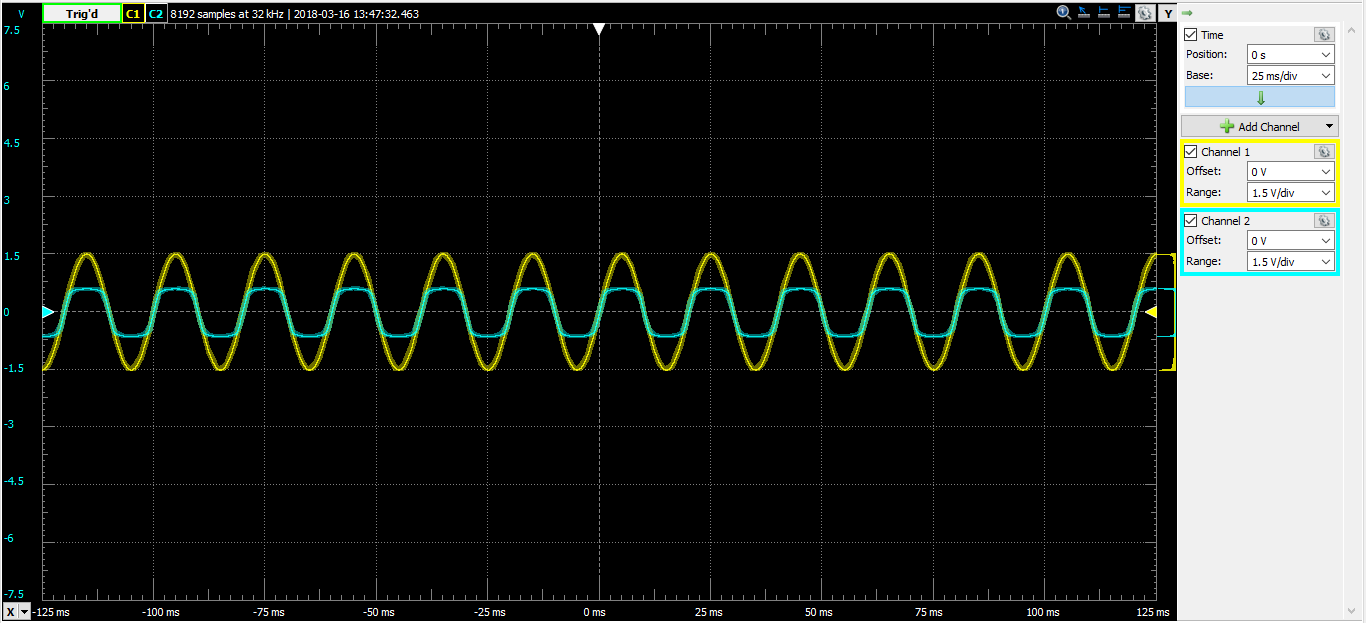 V Trig'd C1 C2 8192 samples at 32 kHz | 2018-03-16 13:47:32.463 Y
7.5
6
4.5
3
1.5
0
-1.5
-3
-4.5
-6
-7.5
X -125 ms -100 ms -75 ms -50 ms -25 ms 0 ms 25 ms 50 ms 75 ms 100 ms 125 ms
Time
Position: 0 s
Base: 25 ms/div
Add Channel
Channel 1
Offset: 0 V
Range: 1.5 V/div
Channel 2
Offset: 0 V
Range: 1.5 V/div